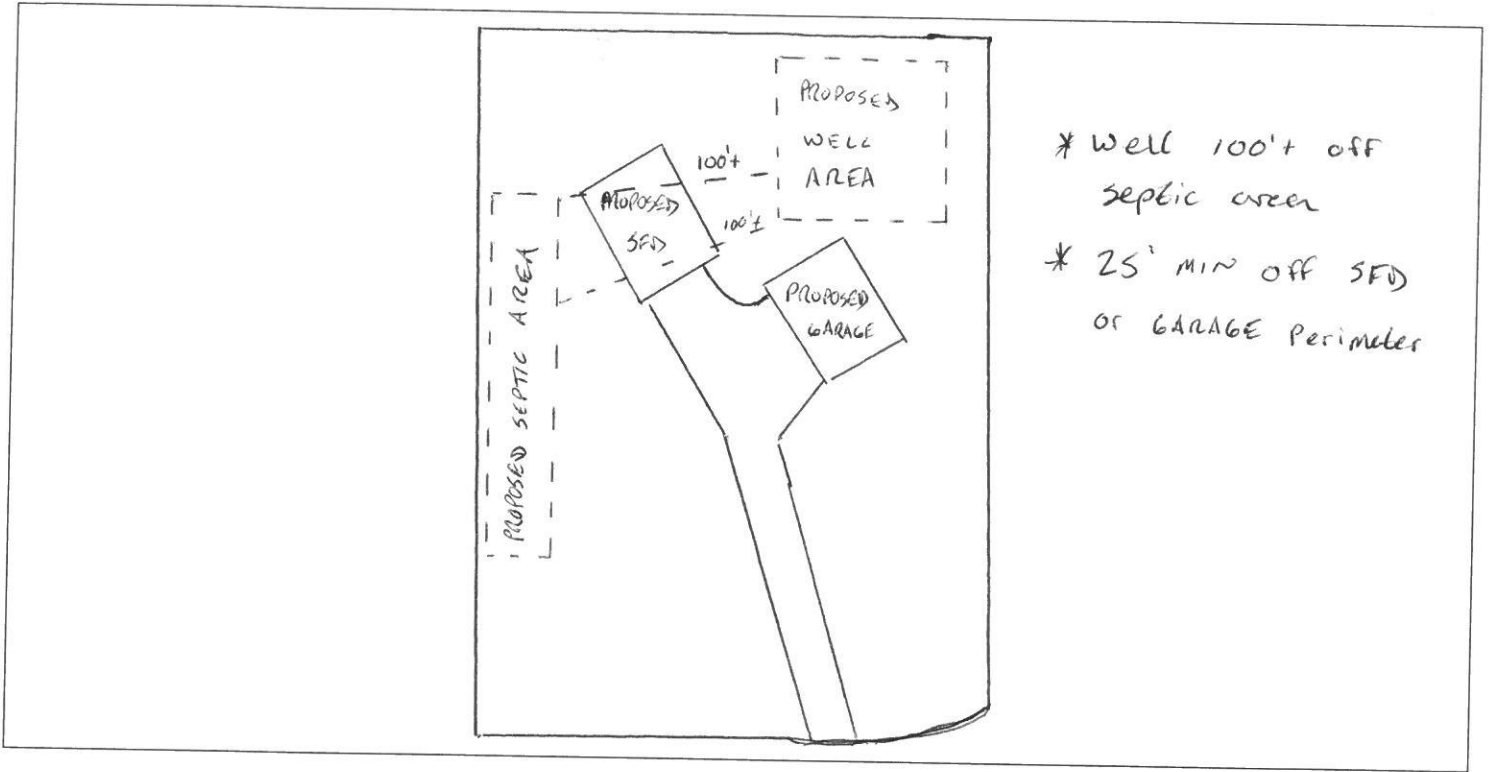 PROPOSED
WELL
AREA
100'+
100'±
PROPOSED
SFD
PROPOSED SEPTIC AREA
PROPOSED
GARAGE
* Well 100'+ off
septic area
* 25' MIN off SFD
or GARAGE Perimeter